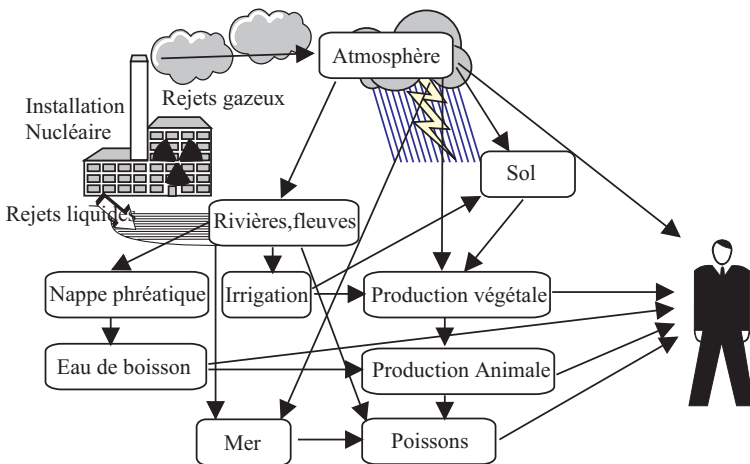 Atmosphère
Rejets gazeux
Installation
Nucléaire
Sol
Rejets liquides
Rivières,fleuves
Nappe phréatique
Irrigation
Production végétale
Eau de boisson
Production Animale
Mer
Poissons